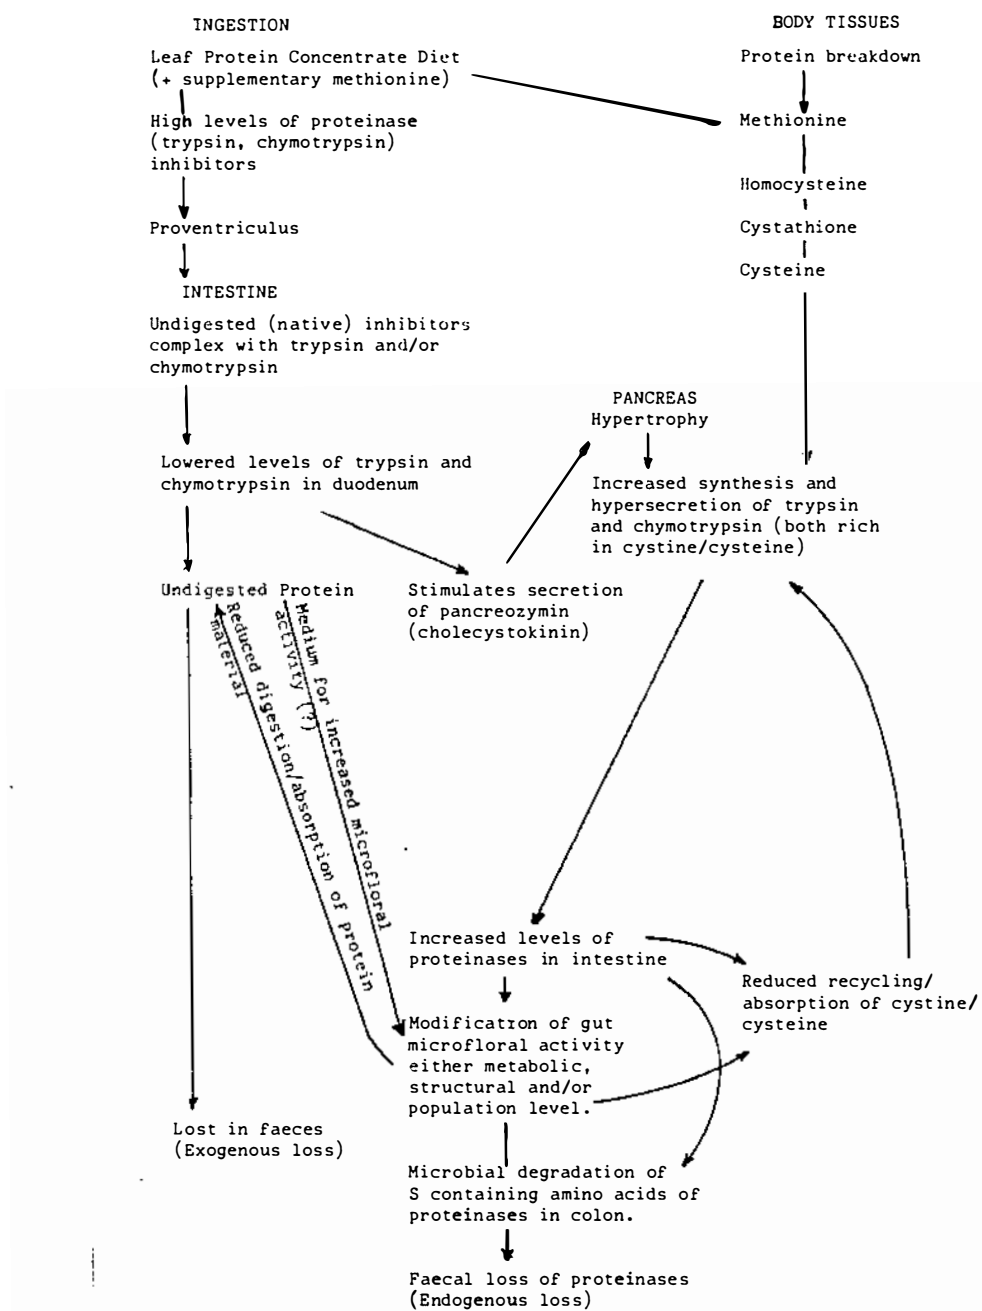 INGESTION
Leaf Protein Concentrate Diet
(+ supplementary methionine)
High levels of proteinase
(trypsin, chymotrypsin)
inhibitors
Proventriculus
INTESTINE
Undigested (native) inhibitors
complex with trypsin and/or
chymotrypsin
Lowered levels of trypsin and
chymotrypsin in duodenum
Undigested Protein
Reduced digestion/absorption of protein
material
Medium for increased microfloral
activity (?)
Lost in faeces
(Exogenous loss)
Stimulates secretion
of pancreozymin
(cholecystokinin)
PANCREAS
Hypertrophy
Increased synthesis and
hypersecretion of trypsin
and chymotrypsin (both rich
in cystine/cysteine)
BODY TISSUES
Protein breakdown
Methionine
Homocysteine
Cystathione
Cysteine
Increased levels of
proteinases in intestine
Reduced recycling/
absorption of cystine/
cysteine
Modification of gut
microfloral activity
either metabolic,
structural and/or
population level.
Microbial degradation of
S containing amino acids of
proteinases in colon.
Faecal loss of proteinases
(Endogenous loss)